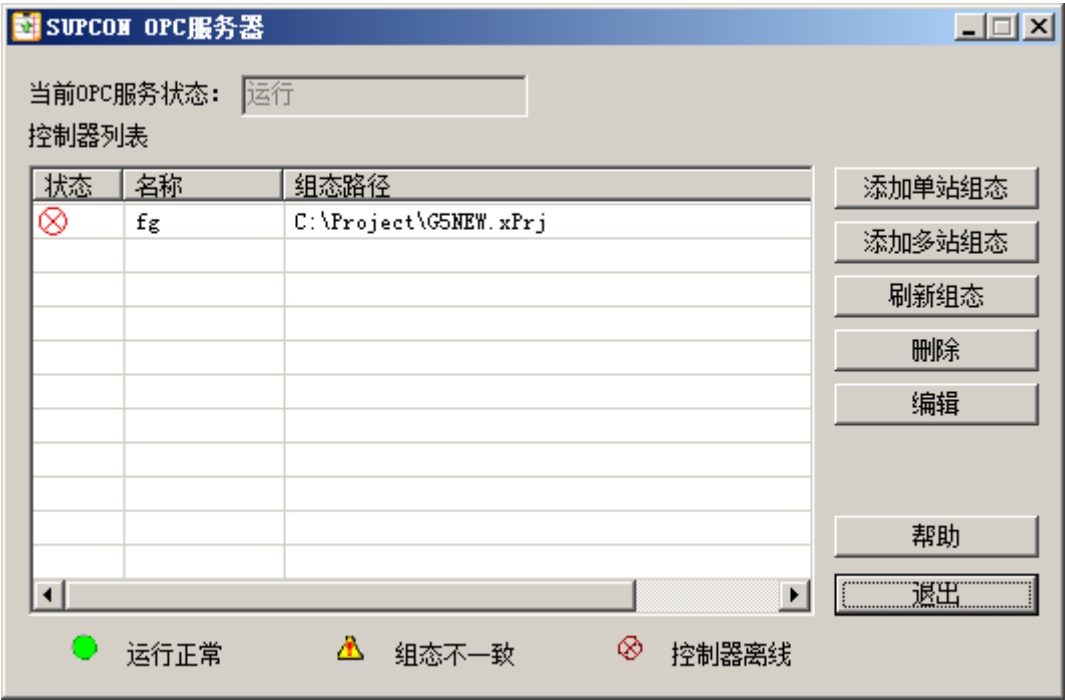 SUPCON OPC服务器
当前OPC服务状态： 运行
控制器列表
状态 名称 组态路径
fg C:\Project\G5NEW.xPrj
添加单站组态
添加多站组态
刷新组态
删除
编辑
帮助
退出
运行正常 组态不一致 控制器离线